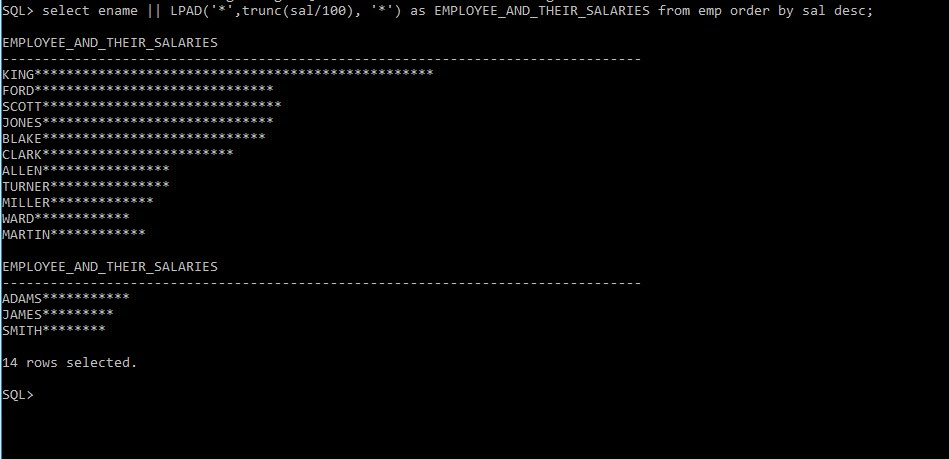 SQL> select ename || LPAD('*',trunc(sal/100), '*') as EMPLOYEE_AND_THEIR_SALARIES from emp order by sal desc;
EMPLOYEE_AND_THEIR_SALARIES
--------------------------------------------------------------------------------
KING**************************************************
FORD******************************
SCOTT******************************
JONES*****************************
BLAKE****************************
CLARK************************
ALLEN****************
TURNER***************
MILLER*************
WARD************
MARTIN************
EMPLOYEE_AND_THEIR_SALARIES
--------------------------------------------------------------------------------
ADAMS***********
JAMES*********
SMITH********
14 rows selected.
SQL>